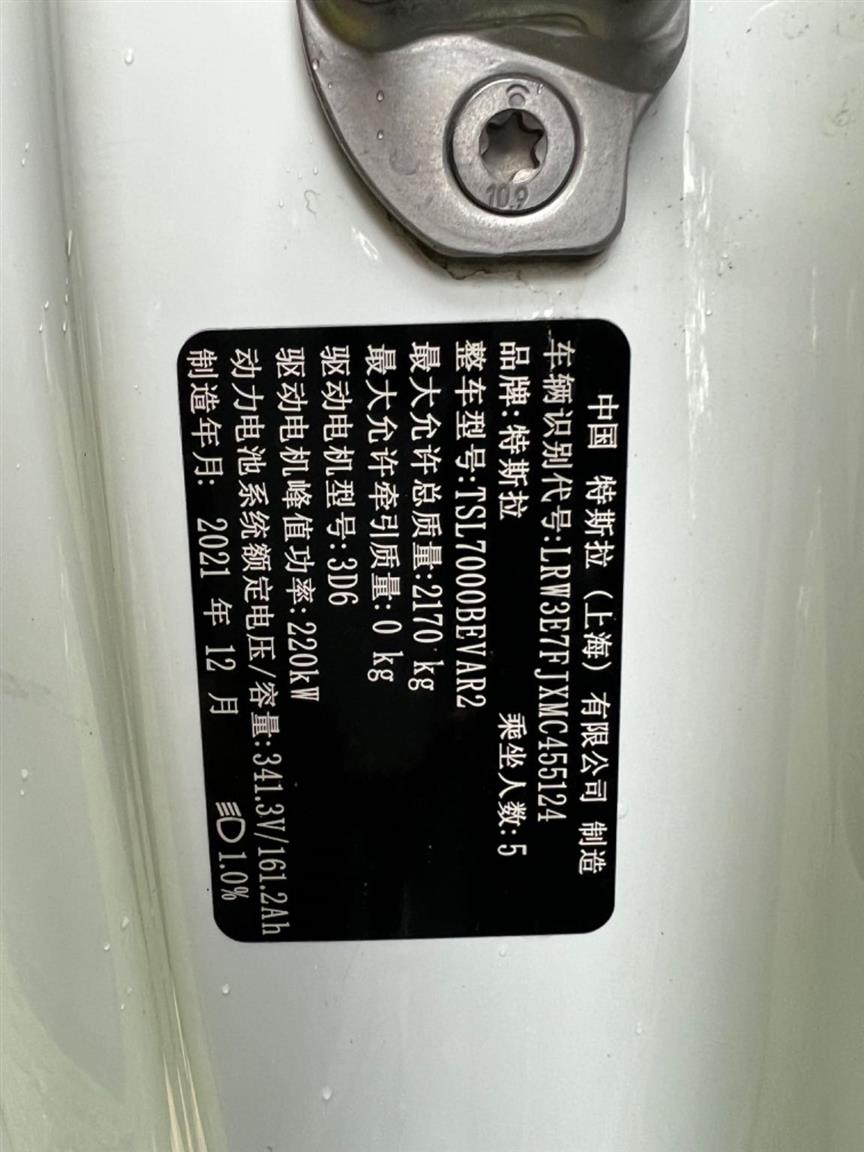 10.9
中国 特斯拉（上海）有限公司 制造
车辆识别代号:LRW3E7FJXMC455124
品牌:特斯拉 乘坐人数:5
整车型号:TSL7000BEVAR2
最大允许总质量:2170 kg
最大允许牵引质量:0 kg
驱动电机型号:3D6
驱动电机峰值功率:220kW
动力电池系统额定电压/容量:341.3V/161.2Ah
制造年月: 2021 年 12 月 1.0%